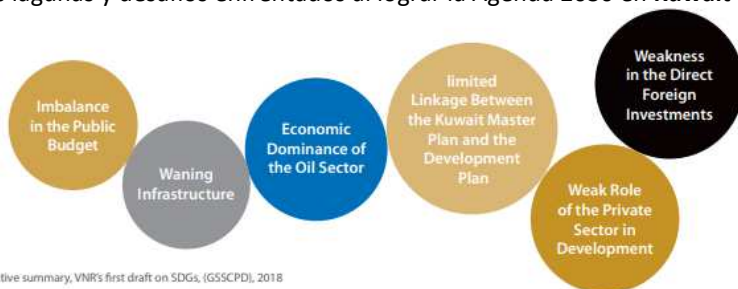 lagunas y desafíos enfrentados al lograr la Agenda 2030 en Kuwait
Imbalance
in the Public
Budget
Waning
Infrastructure
Economic
Dominance of
the Oil Sector
limited
Linkage Between
the Kuwait Master
Plan and the
Development
Plan
Weakness
in the Direct
Foreign
Investments
Weak Role
of the Private
Sector in
Development
tive summary, VNR's first draft on SDGs, (GSSCPD), 2018